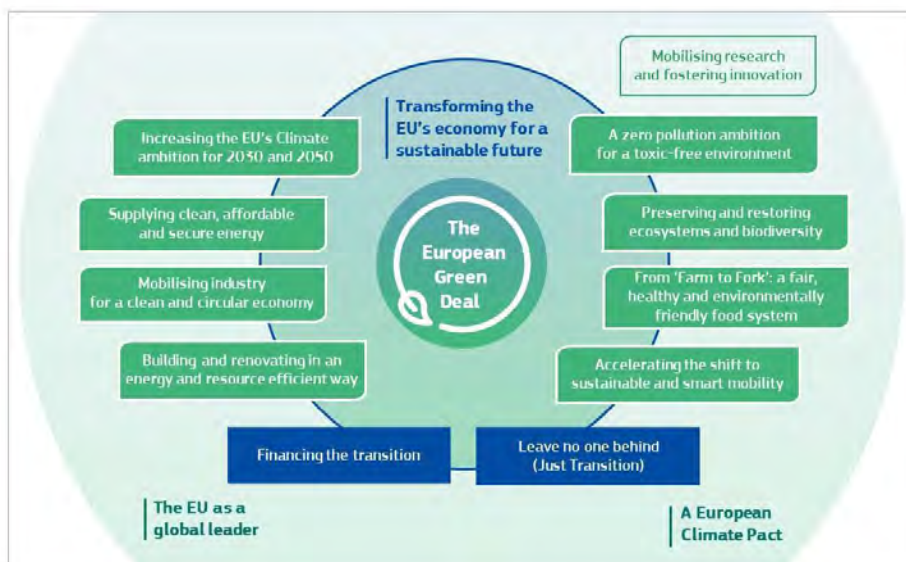 Mobilising research
and fostering innovation
Transforming the
EU's economy for a
sustainable future
Increasing the EU's Climate
ambition for 2030 and 2050
A zero pollution ambition
for a toxic-free environment
Supplying clean, affordable
and secure energy
Preserving and restoring
ecosystems and biodiversity
The
European
Green
Deal
Mobilising industry
for a clean and circular economy
From 'Farm to Fork': a fair,
healthy and environmentally
friendly food system
Building and renovating in an
energy and resource efficient way
Accelerating the shift to
sustainable and smart mobility
Financing the transition
Leave no one behind
(Just Transition)
The EU as a
global leader
A European
Climate Pact